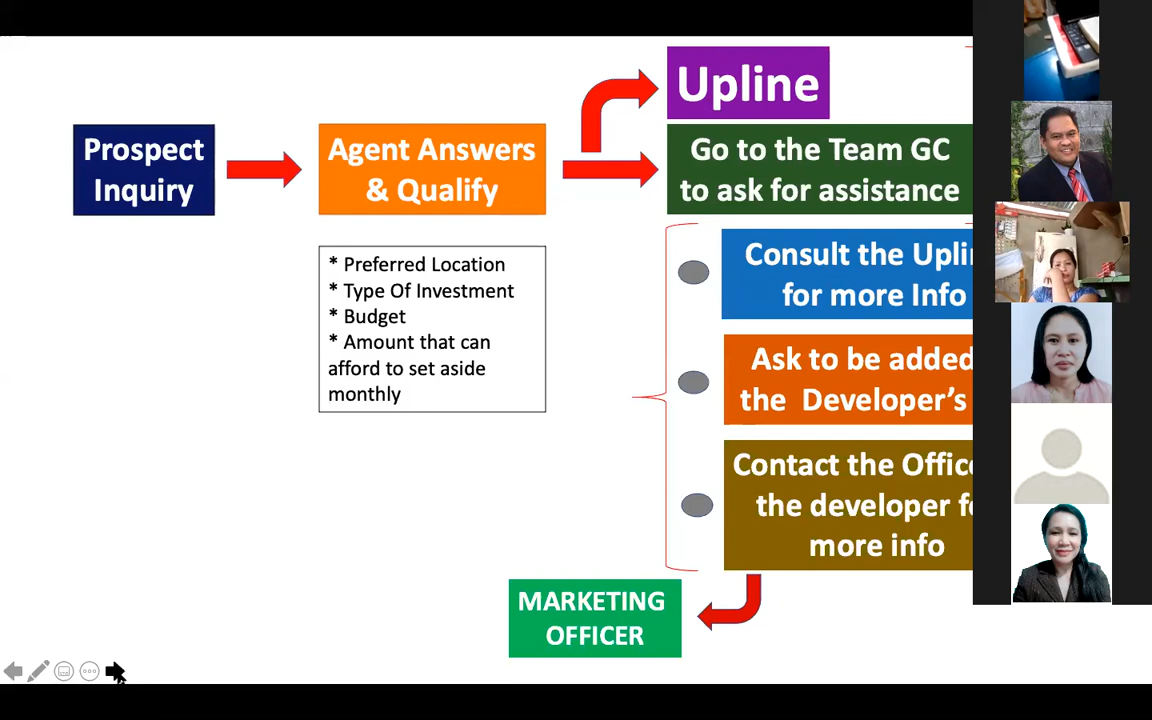 Upline
Prospect
Inquiry
Agent Answers
& Qualify
Go to the Team GC
to ask for assistance
* Preferred Location
* Type Of Investment
* Budget
* Amount that can
afford to set aside
monthly
Consult the
for more Info
Ask to be added
the Developer’s
Contact the
the developer
more info
MARKETING
OFFICER